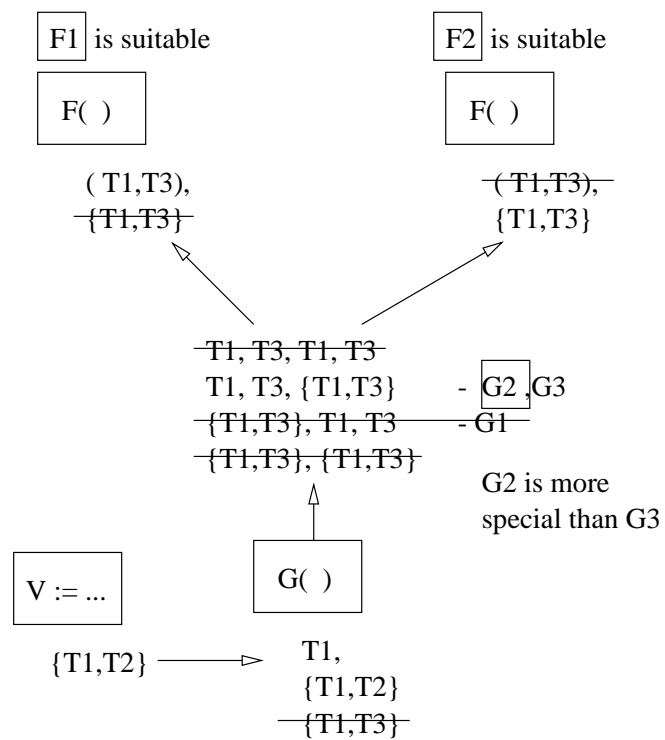 F1 is suitable
F2 is suitable
F( )
F( )
( T1,T3),
{T1,T3}
( T1,T3),
{T1,T3}
T1, T3, T1, T3
T1, T3, {T1,T3} - G2 ,G3
{T1,T3}, T1, T3 - G1
{T1,T3}, {T1,T3}
G2 is more
special than G3
V := ...
G( )
{T1,T2}
T1,
{T1,T2}
{T1,T3}